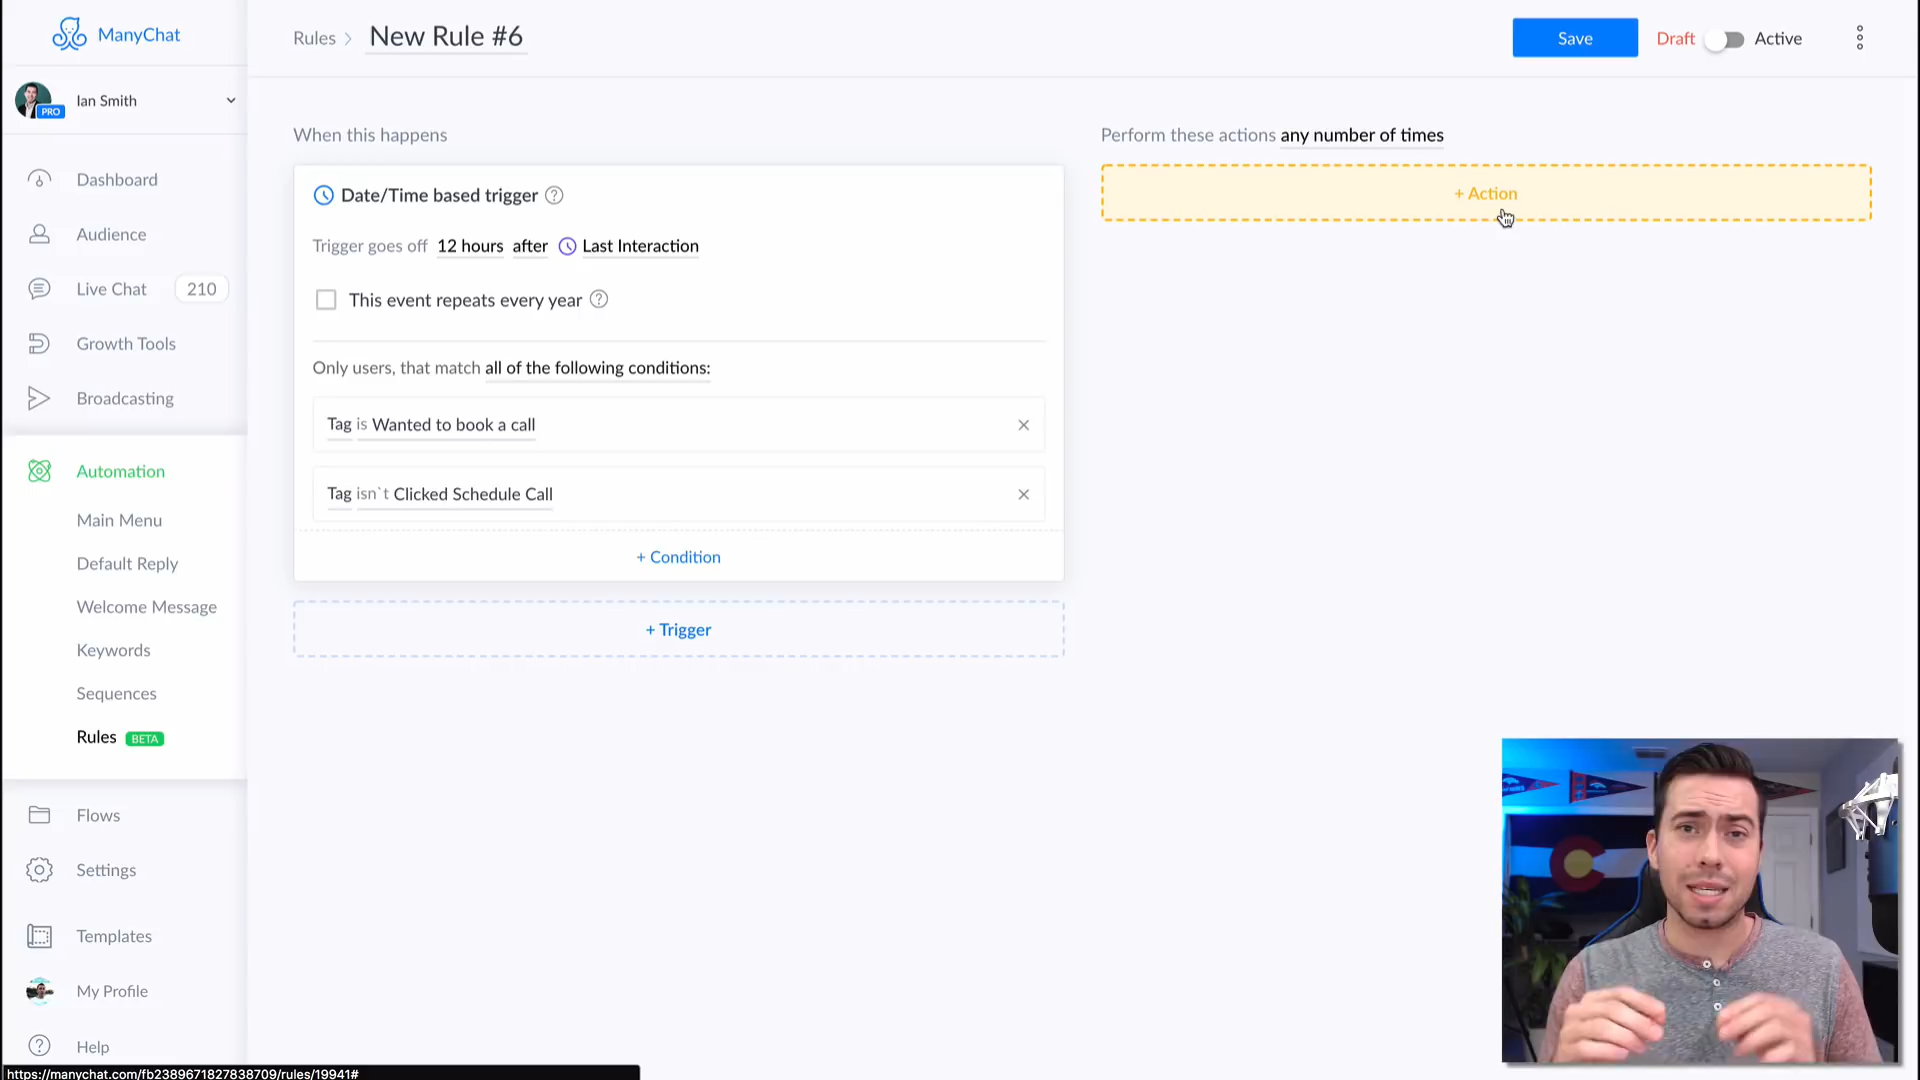 ManyChat
PRO
Ian Smith
Dashboard
Audience
Live Chat 210
Growth Tools
Broadcasting
Automation
Main Menu
Default Reply
Welcome Message
Keywords
Sequences
Rules BETA
Flows
Settings
Templates
My Profile
Help
https://manychat.com/fb2389671827838709/rules/19941#
Rules > New Rule #6
Save
Draft Active
When this happens
Date/Time based trigger ?
Trigger goes off 12 hours after Last Interaction
This event repeats every year ?
Only users, that match all of the following conditions:
Tag is Wanted to book a call
Tag isn`t Clicked Schedule Call
+ Condition
+ Trigger
Perform these actions any number of times
+ Action